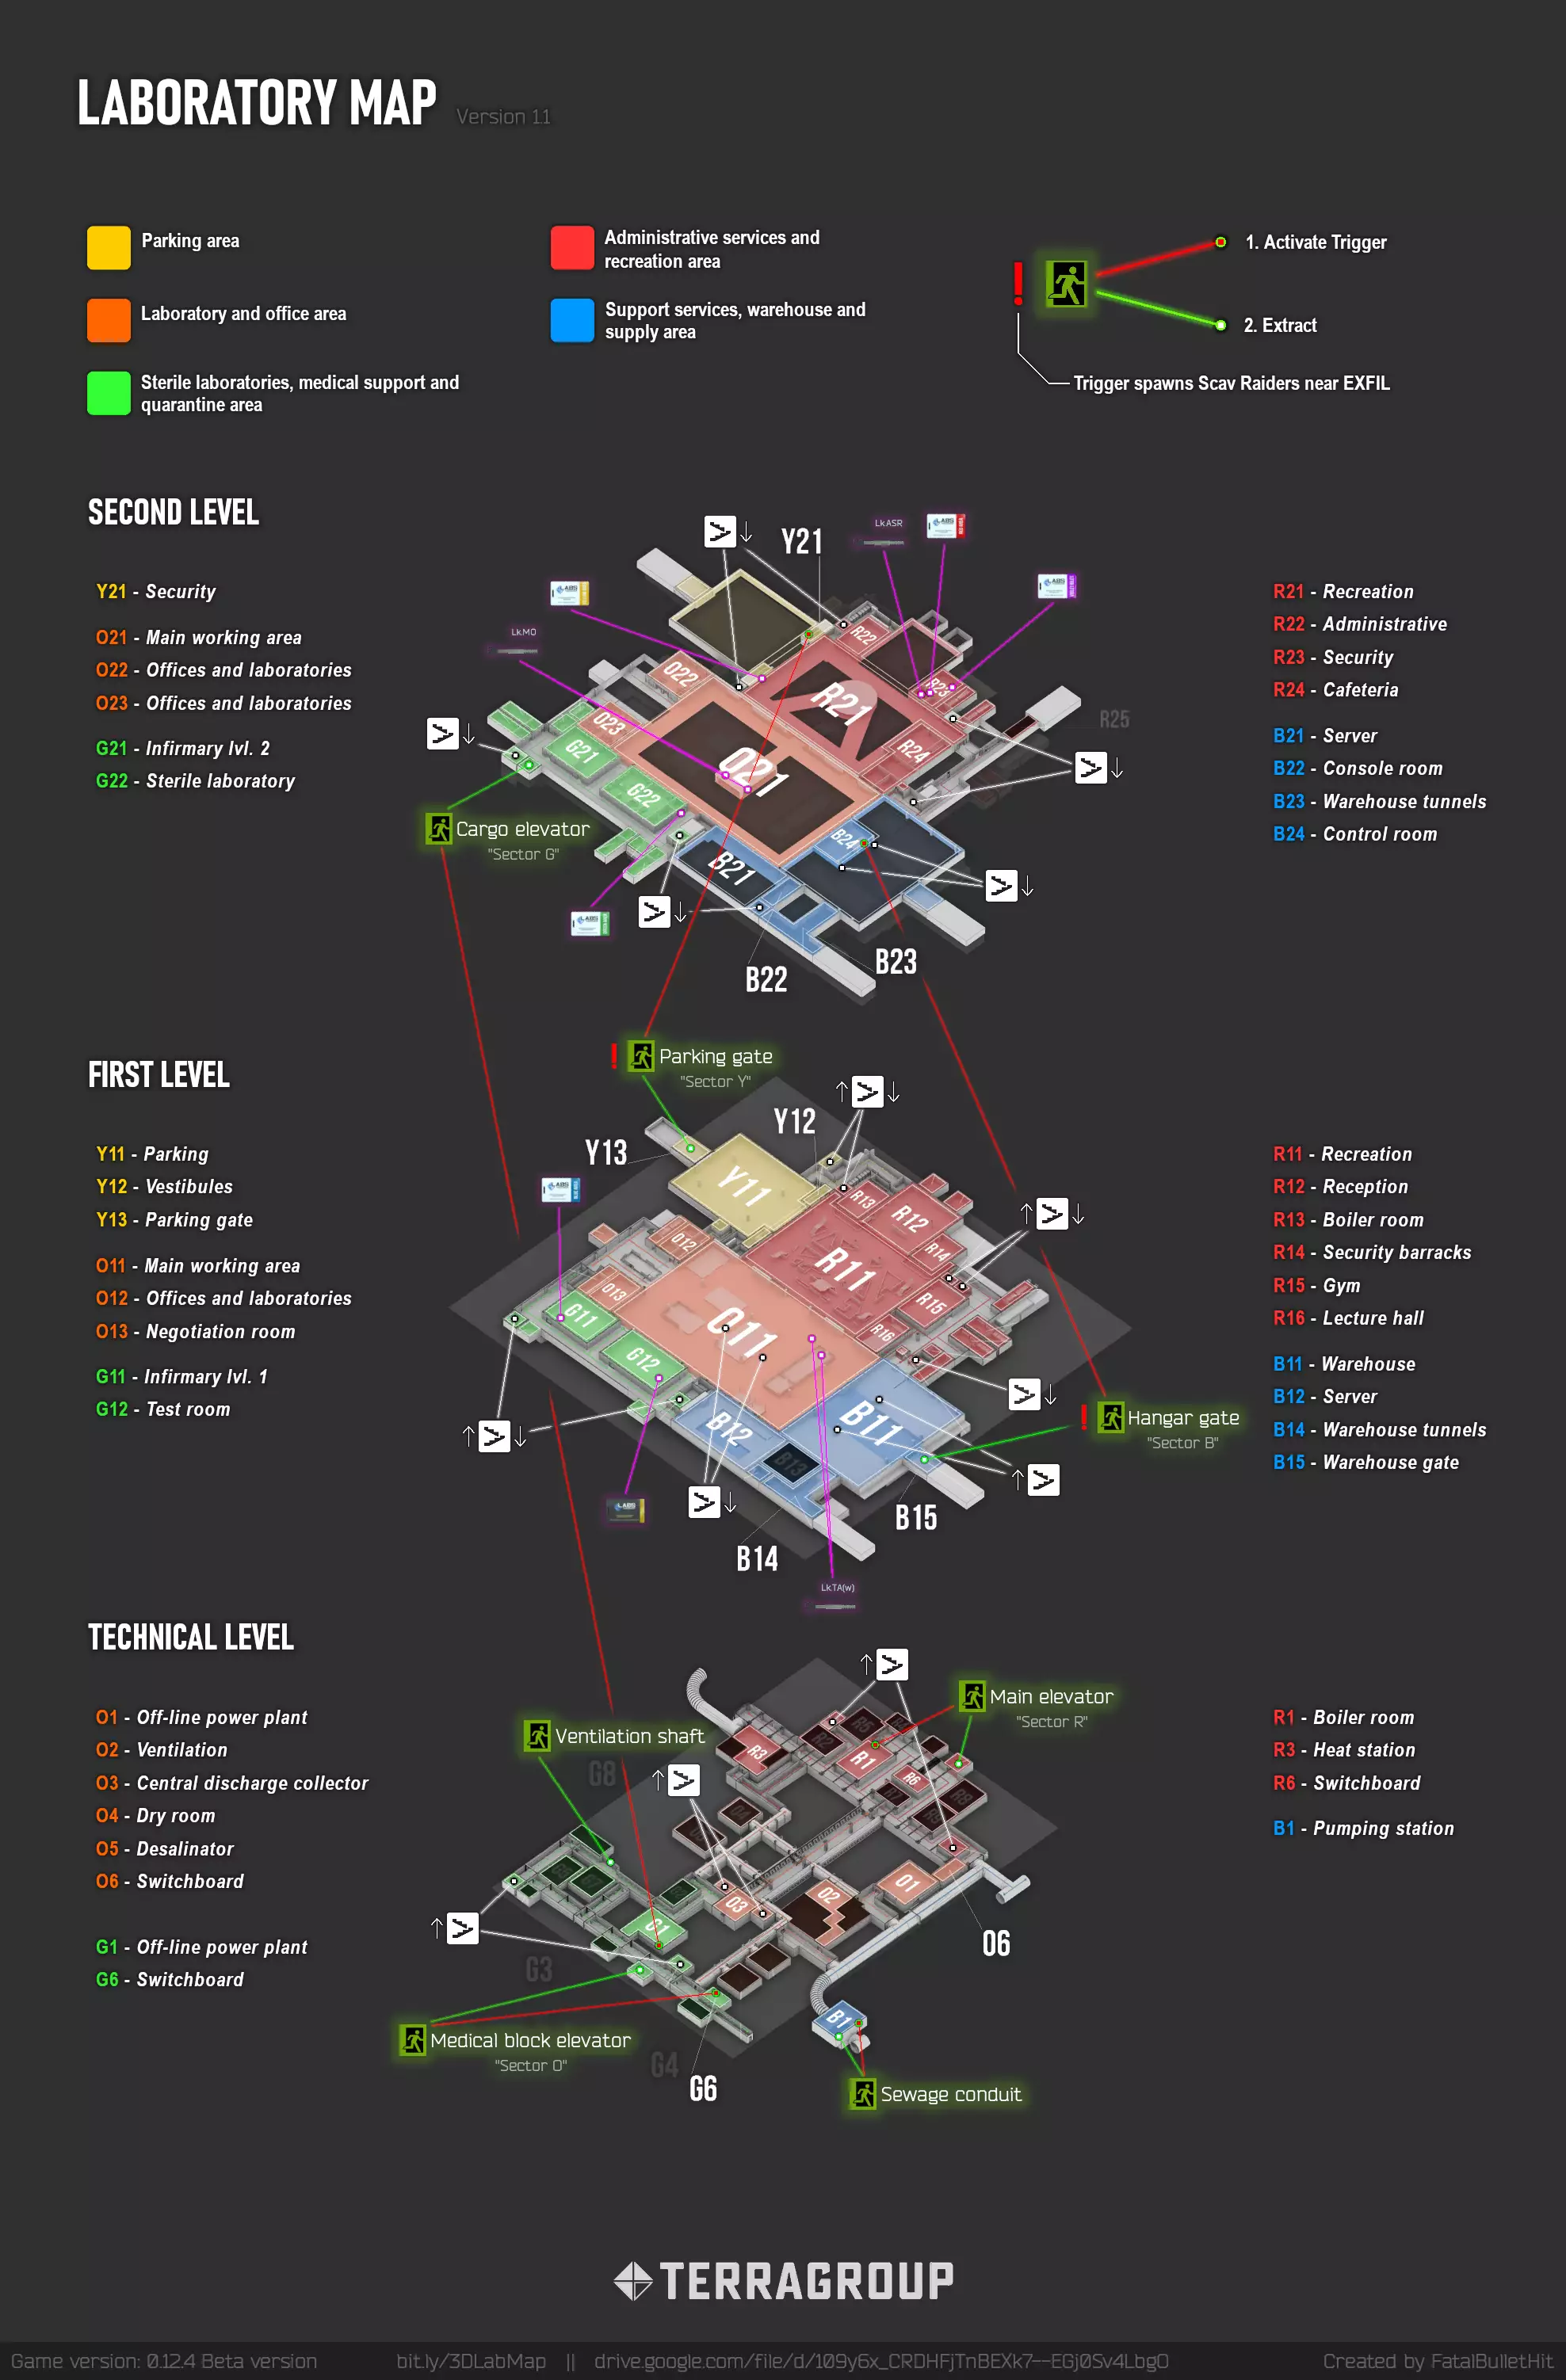 LABORATORY MAP Version 1.1
Parking area
Laboratory and office area
Sterile laboratories, medical support and
quarantine area
Administrative services and
recreation area
Support services, warehouse and
supply area
! 1. Activate Trigger
2. Extract
Trigger spawns Scav Raiders near EXFIL
SECOND LEVEL
Y21 - Security
O21 - Main working area
O22 - Offices and laboratories
O23 - Offices and laboratories
G21 - Infirmary lvl. 2
G22 - Sterile laboratory
R21 - Recreation
R22 - Administrative
R23 - Security
R24 - Cafeteria
B21 - Server
B22 - Console room
B23 - Warehouse tunnels
B24 - Control room
Y21
LkASR
LkMO
R22
O22
R23
R21
R25
O23
G21
R24
O21
G22
B24
B21
Cargo elevator
"Sector G"
B22
B23
FIRST LEVEL
Y11 - Parking
Y12 - Vestibules
Y13 - Parking gate
O11 - Main working area
O12 - Offices and laboratories
O13 - Negotiation room
G11 - Infirmary lvl. 1
G12 - Test room
R11 - Recreation
R12 - Reception
R13 - Boiler room
R14 - Security barracks
R15 - Gym
R16 - Lecture hall
B11 - Warehouse
B12 - Server
B14 - Warehouse tunnels
B15 - Warehouse gate
! Parking gate
"Sector Y"
Y12
Y13
Y11
R13
R12
O12
R14
R11
O13
R15
G11
O11
R16
G12
B11
B12
B13
! Hangar gate
"Sector B"
B15
B14
LkTA(w)
TECHNICAL LEVEL
O1 - Off-line power plant
O2 - Ventilation
O3 - Central discharge collector
O4 - Dry room
O5 - Desalinator
O6 - Switchboard
G1 - Off-line power plant
G6 - Switchboard
R1 - Boiler room
R3 - Heat station
R6 - Switchboard
B1 - Pumping station
Main elevator
"Sector R"
Ventilation shaft
G8
R5
R2
R3
R1
R6
R8
O4
O1
O2
O3
G1
O6
G3
B1
Medical block elevator
"Sector O"
G4
G6
Sewage conduit
TERRAGROUP
Game version: 0.12.4 Beta version
bit.ly/3DLabMap || drive.google.com/file/d/109y6x_CRDHFjTnBEXk7--EGj0Sv4LbgO
Created by FatalBulletHit